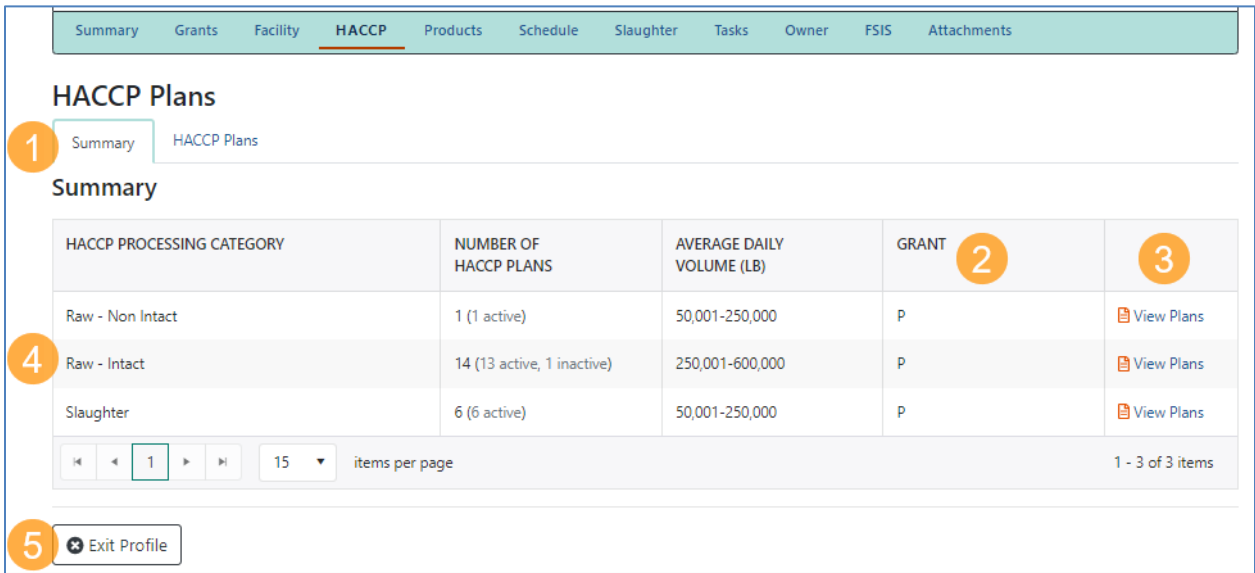 Summary Grants Facility HACCP Products Schedule Slaughter Tasks Owner FSIS Attachments
HACCP Plans
1 Summary HACCP Plans
Summary
HACCP PROCESSING CATEGORY NUMBER OF HACCP PLANS AVERAGE DAILY VOLUME (LB) GRANT 2 3
Raw - Non Intact 1 (1 active) 50,001-250,000 P View Plans
4 Raw - Intact 14 (13 active, 1 inactive) 250,001-600,000 P View Plans
Slaughter 6 (6 active) 50,001-250,000 P View Plans
1 15 items per page 1 - 3 of 3 items
5 Exit Profile